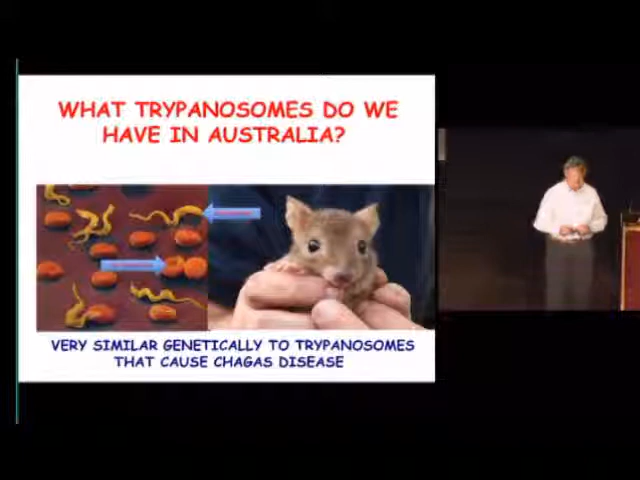 WHAT TRYPANOSOMES DO WE
HAVE IN AUSTRALIA?
VERY SIMILAR GENETICALLY TO TRYPANOSOMES
THAT CAUSE CHAGAS DISEASE